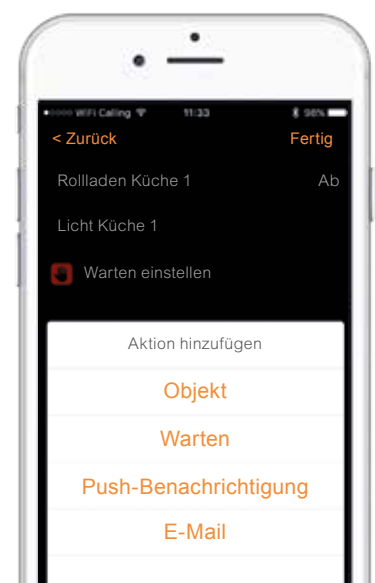 WiFi Calling 11:33 98%
< Zurück Fertig
Rollladen Küche 1 Ab
Licht Küche 1
Warten einstellen
Aktion hinzufügen
Objekt
Warten
Push-Benachrichtigung
E-Mail